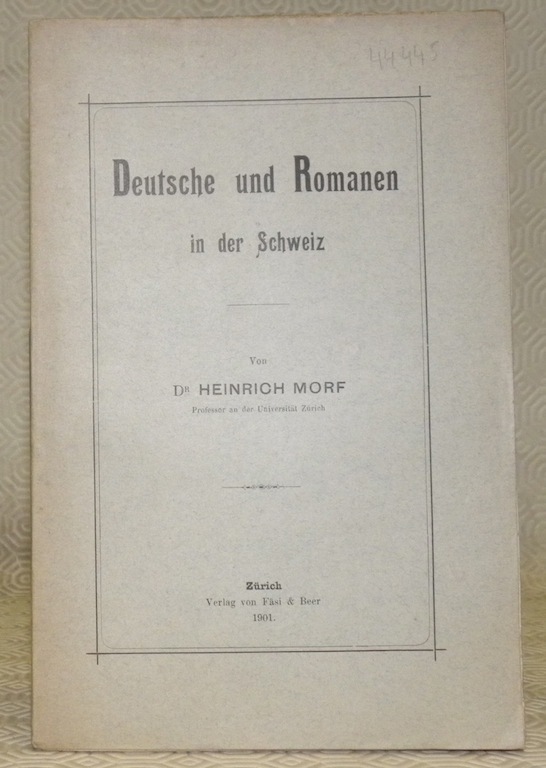 44445
Deutsche und Romanen
in der Schweiz
Von
DR HEINRICH MORF
Professor an der Universität Zürich
Zürich
Verlag von Fäsi & Beer
1901.